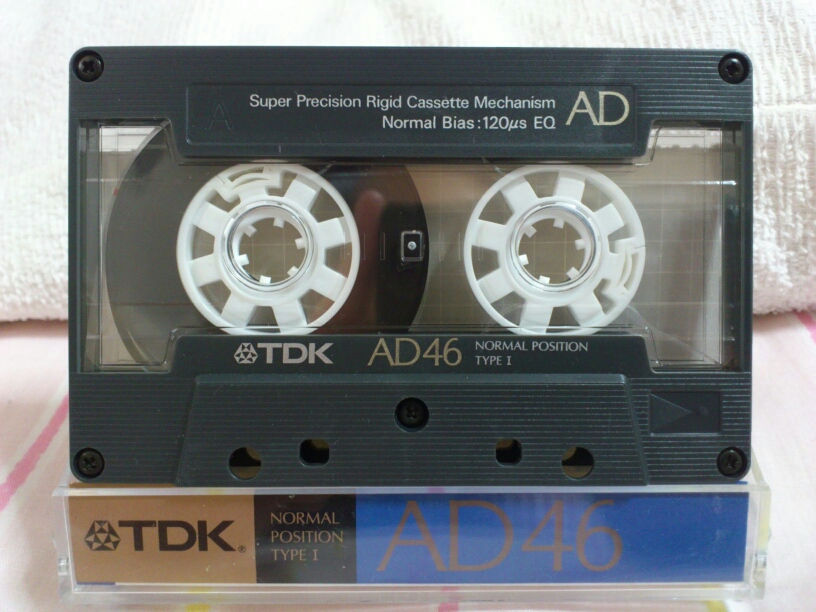 Super Precision Rigid Cassette Mechanism AD
A Normal Bias:120μs EQ
TDK AD46 NORMAL POSITION
TYPE I
TDK® NORMAL
POSITION
TYPE I
AD46